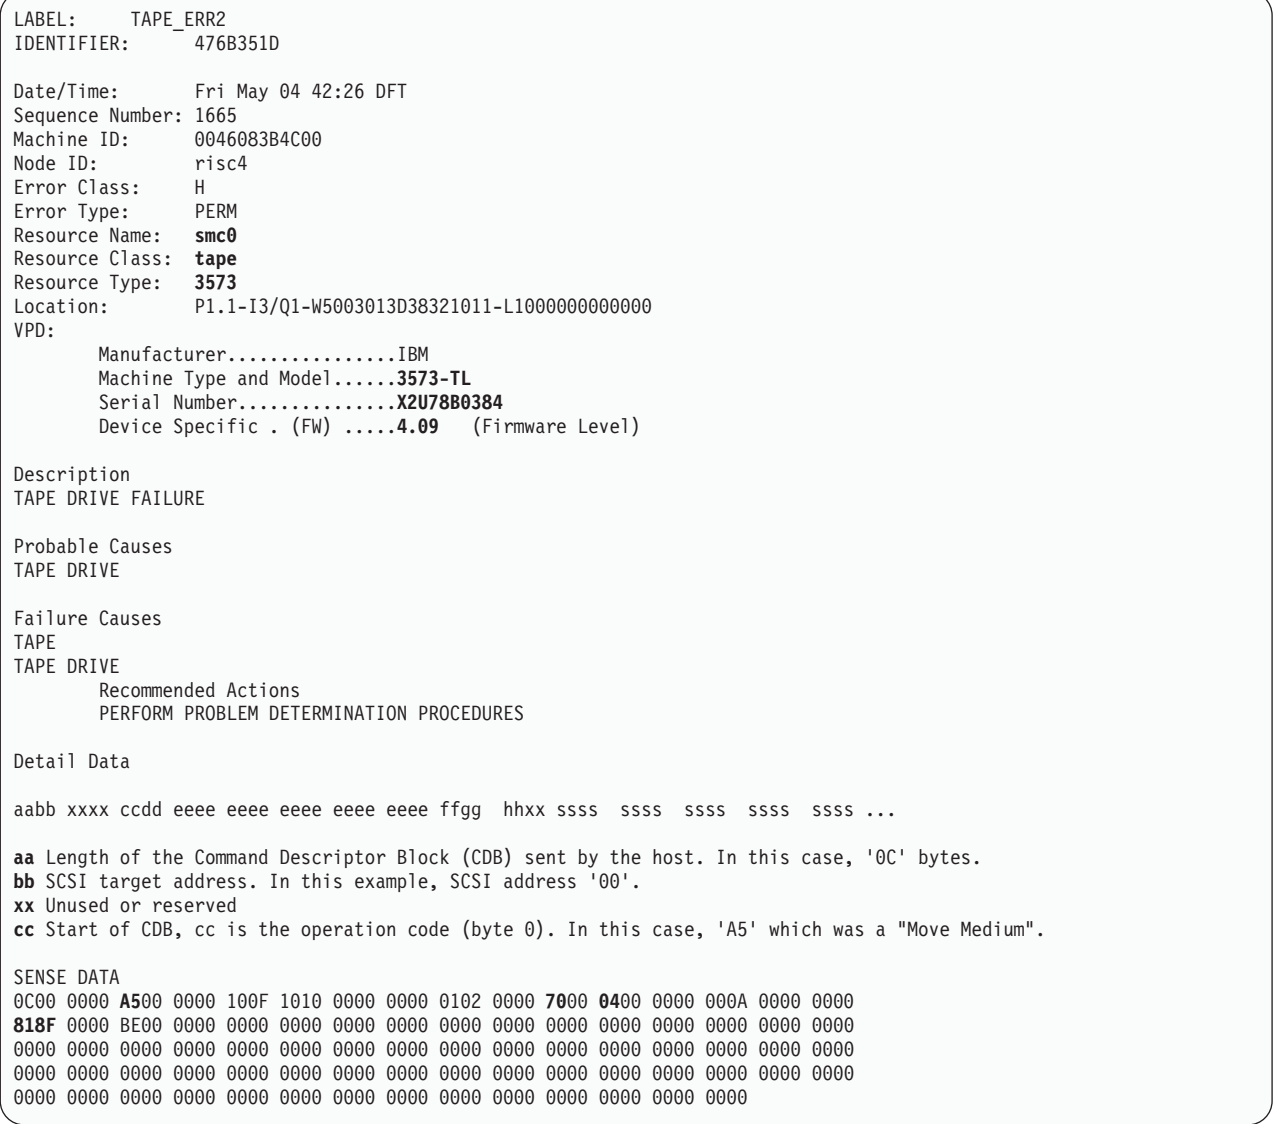 LABEL: TAPE_ERR2
IDENTIFIER: 476B351D
Date/Time: Fri May 04 42:26 DFT
Sequence Number: 1665
Machine ID: 0046083B4C00
Node ID: risc4
Error Class: H
Error Type: PERM
Resource Name: smc0
Resource Class: tape
Resource Type: 3573
Location: P1.1-I3/Q1-W5003013D38321011-L1000000000000
VPD:
Manufacturer................IBM
Machine Type and Model......3573-TL
Serial Number...............X2U78B0384
Device Specific . (FW) .....4.09 (Firmware Level)
Description
TAPE DRIVE FAILURE
Probable Causes
TAPE DRIVE
Failure Causes
TAPE
TAPE DRIVE
Recommended Actions
PERFORM PROBLEM DETERMINATION PROCEDURES
Detail Data
aabb xxxx ccdd eeee eeee eeee eeee eeee ffgg hhxx ssss ssss ssss ssss ssss ...
aa Length of the Command Descriptor Block (CDB) sent by the host. In this case, '0C' bytes.
bb SCSI target address. In this example, SCSI address '00'.
xx Unused or reserved
cc Start of CDB, cc is the operation code (byte 0). In this case, 'A5' which was a "Move Medium".
SENSE DATA
0C00 0000 A500 0000 100F 1010 0000 0000 0102 0000 7000 0400 0000 000A 0000 0000
818F 0000 BE00 0000 0000 0000 0000 0000 0000 0000 0000 0000 0000 0000 0000 0000
0000 0000 0000 0000 0000 0000 0000 0000 0000 0000 0000 0000 0000 0000 0000 0000
0000 0000 0000 0000 0000 0000 0000 0000 0000 0000 0000 0000 0000 0000 0000 0000
0000 0000 0000 0000 0000 0000 0000 0000 0000 0000 0000 0000 0000 0000